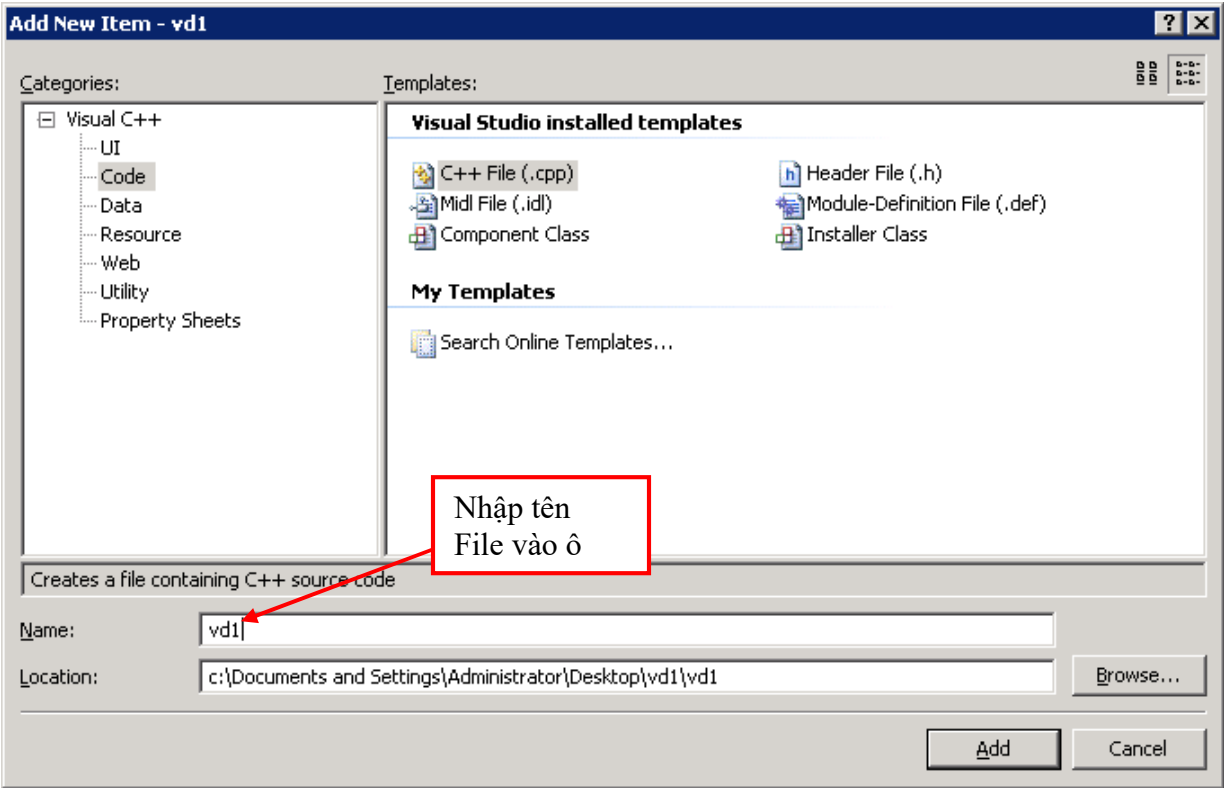 Add New Item - vd1
Categories:
Templates:
Visual C++
UI
Code
Data
Resource
Web
Utility
Property Sheets
Visual Studio installed templates
C++ File (.cpp)
Header File (.h)
Midl File (.idl)
Module-Definition File (.def)
Component Class
Installer Class
My Templates
Search Online Templates...
Nhập tên
File vào ô
Creates a file containing C++ source code
Name:
vd1
Location:
c:\Documents and Settings\Administrator\Desktop\vd1\vd1
Browse...
Add
Cancel